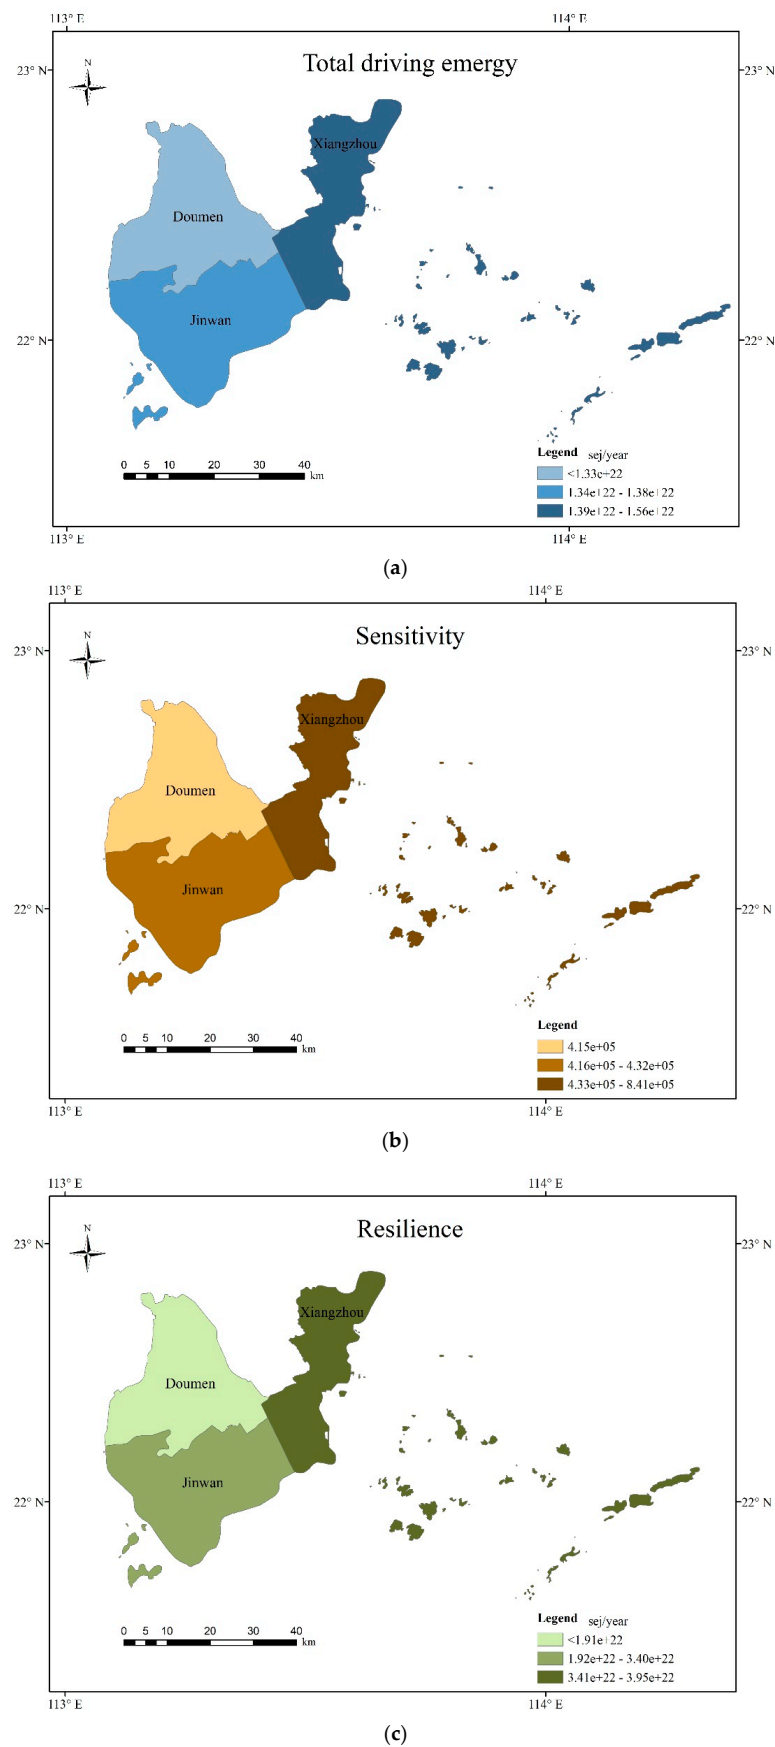 113° E 114° E
Total driving emergy
N
23° N 23° N
Xiangzhou
Doumen
Jinwan
22° N 22° N
Legend sej/year
<1.33e+22
1.34e+22 - 1.38e+22
1.39e+22 - 1.56e+22
0 5 10 20 30 40
km
113° E 114° E
(a)
113° E 114° E
Sensitivity
N
23° N 23° N
Xiangzhou
Doumen
Jinwan
22° N 22° N
Legend
4.15e+05
4.16e+05 - 4.32e+05
4.33e+05 - 8.41e+05
0 5 10 20 30 40
km
113° E 114° E
(b)
113° E 114° E
Resilience
N
23° N 23° N
Xiangzhou
Doumen
Jinwan
22° N 22° N
Legend sej/year
<1.91e+22
1.92e+22 - 3.40e+22
3.41e+22 - 3.95e+22
0 5 10 20 30 40
km
113° E 114° E
(c)